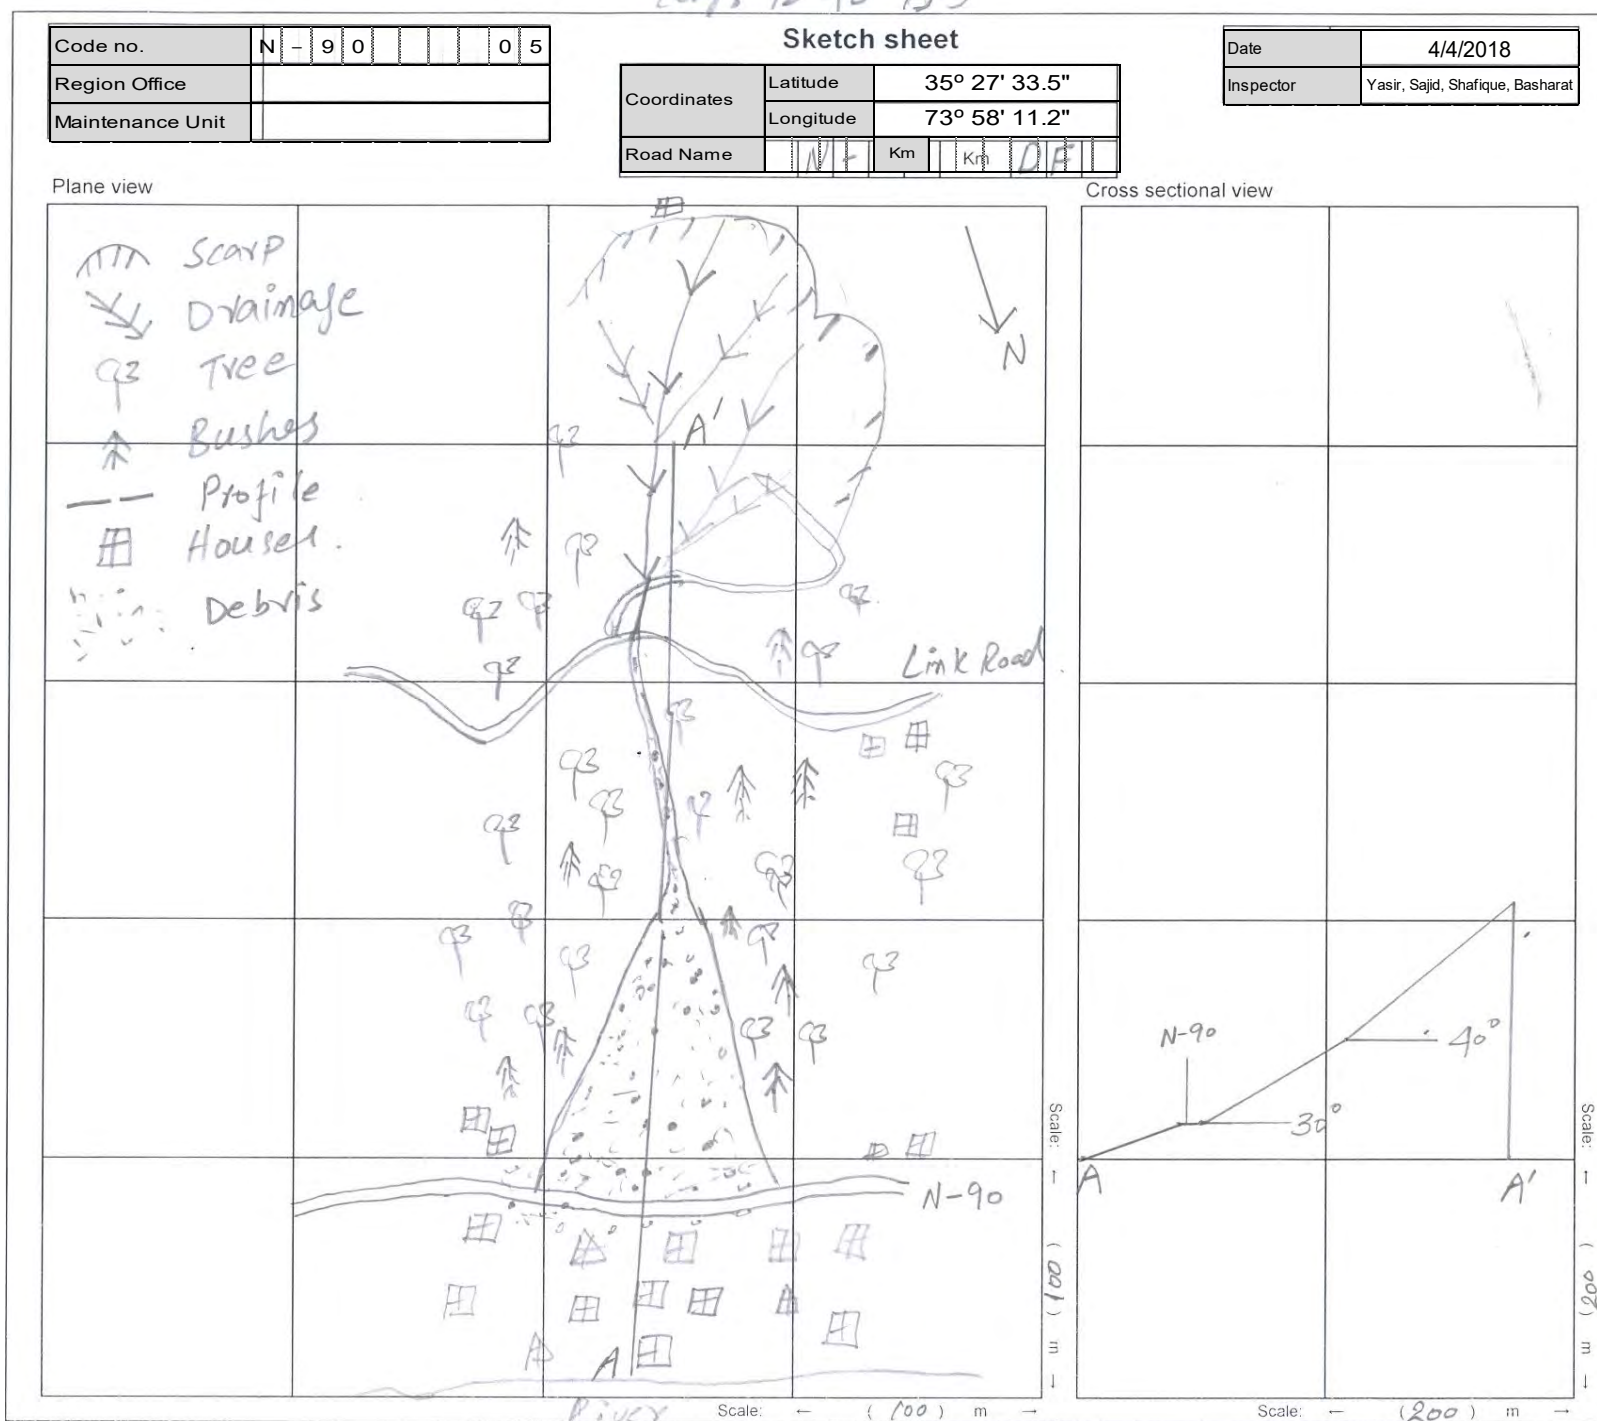 Sketch sheet
Code no. N - 9 0 0 5
Region Office
Maintenance Unit
Coordinates Latitude 35º 27' 33.5"
Longitude 73º 58' 11.2"
Road Name N - Km Km DF
Date 4/4/2018
Inspector Yasir, Sajid, Shafique, Basharat
Plane view
Scarp
Drainage
Tree
Bushes
Profile
Houses.
Debris
N
A'
Link Road
N-90
A
River
Scale: ← (100) m →
Scale: ← (100) m →
Cross sectional view
N-90
40°
30°
A
A'
Scale: ← (200) m →
Scale: ← (200) m →